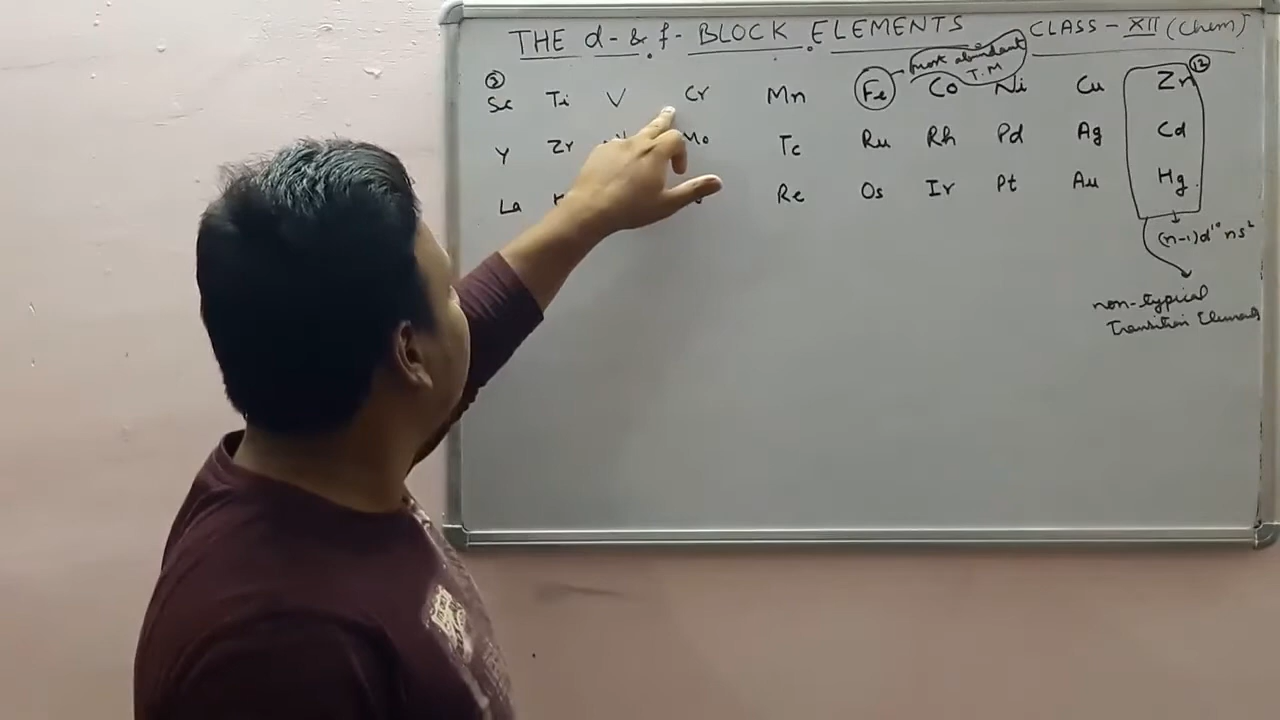 THE d- & f- BLOCK ELEMENTS CLASS - XII (Chem)
most abundant
T.M
3 12
Sc Ti V Cr Mn Fe Co Ni Cu Zn
Y Zr Mo Tc Ru Rh Pd Ag Cd
La Re Os Ir Pt Au Hg
(n-1)d¹⁰ns²
non-typical
Transition Elements